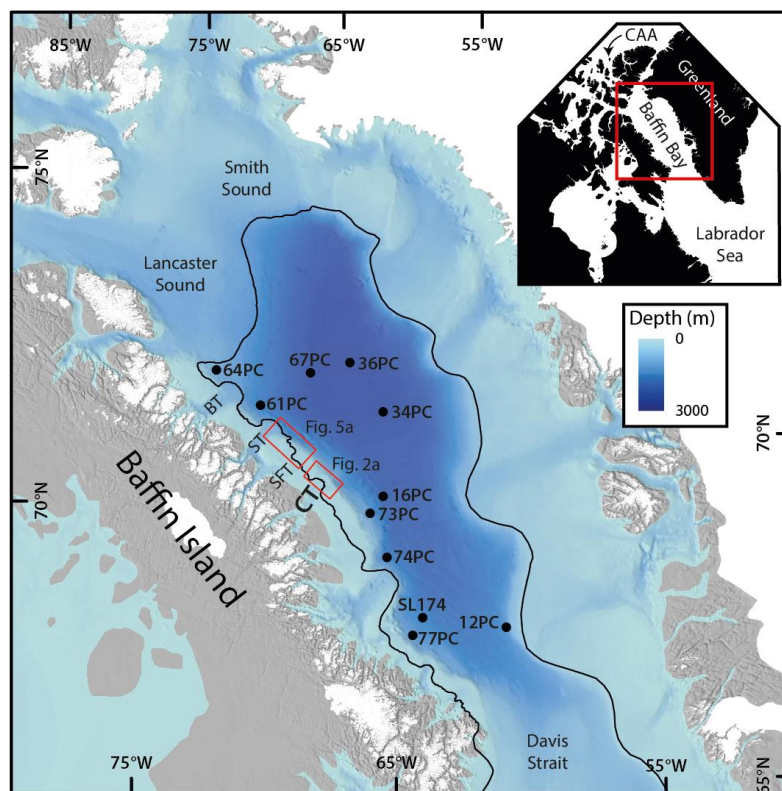 85°W
75°W
65°W
55°W
CAA
Greenland
Baffin Bay
Labrador
Sea
75°N
Smith
Sound
Lancaster
Sound
Depth (m)
0
3000
64PC
67PC
36PC
BT
61PC
34PC
Fig. 5a
ST
70°N
SFT
Fig. 2a
CT
70°N
16PC
73PC
Baffin Island
74PC
SL174
12PC
77PC
Davis
Strait
75°W
65°W
55°W
65°N